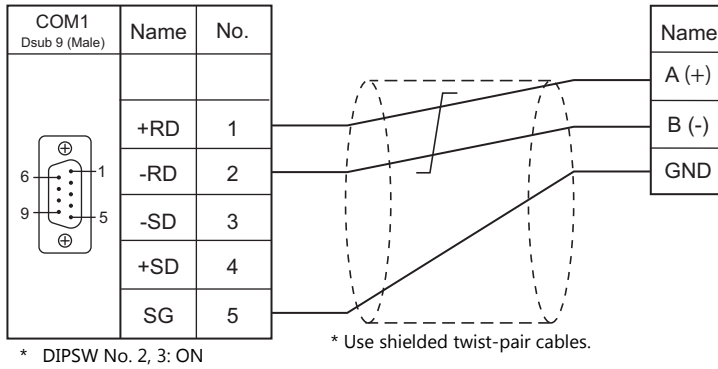 COM1
Dsub 9 (Male)
Name
No.
+RD
1
-RD
2
-SD
3
+SD
4
SG
5
6
1
9
5
Name
A (+)
B (-)
GND
* Use shielded twist-pair cables.
* DIPSW No. 2, 3: ON